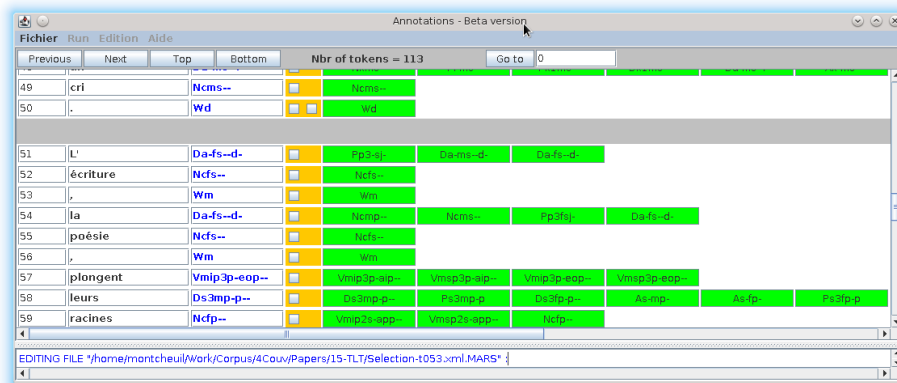 Annotations - Beta version
Fichier Run Edition Aide
Previous Next Top Bottom Nbr of tokens = 113 Go to 0
49 cri Ncms-- Ncms--
50 . Wd Wd
51 L' Da-fs--d- Pp3-sj- Da-ms--d- Da-fs--d-
52 écriture Ncfs-- Ncfs--
53 , Wm Wm
54 la Da-fs--d- Ncmp-- Ncms-- Pp3fsj- Da-fs--d-
55 poésie Ncfs-- Ncfs--
56 , Wm Wm
57 plongent Vmip3p-eop-- Vmip3p-aip-- Vmsp3p-aip-- Vmip3p-eop-- Vmsp3p-eop--
58 leurs Ds3mp-p-- Ds3mp-p-- Ps3mp-p Ds3fp-p-- As-mp- As-fp- Ps3fp-p
59 racines Ncfp-- Vmip2s-app-- Vmsp2s-app-- Ncfp--
EDITING FILE "/home/montcheuil/Work/Corpus/4Couv/Papers/15-TLT/Selection-t053.xml.MARS" :